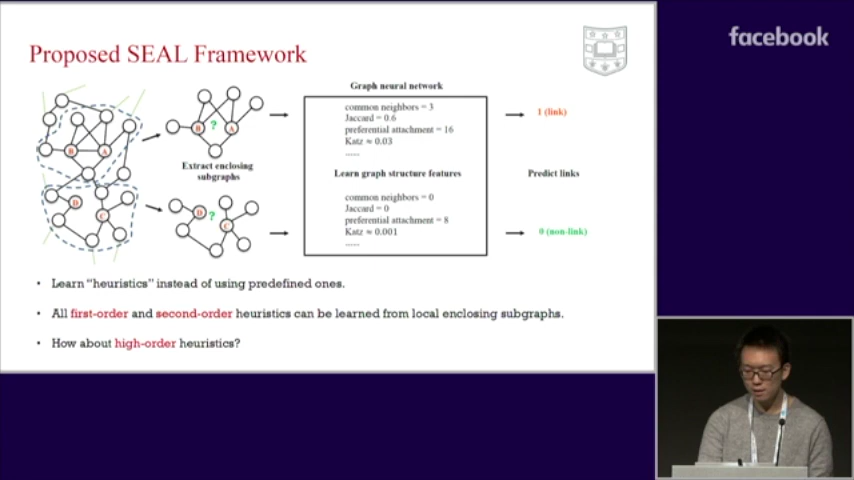 facebook
Proposed SEAL Framework
Graph neural network
common neighbors = 3
Jaccard = 0.6
preferential attachment = 16
Katz ≈ 0.03
......
B
?
A
1 (link)
Extract enclosing
subgraphs
Learn graph structure features
Predict links
B
A
D
C
D
?
C
common neighbors = 0
Jaccard = 0
preferential attachment = 8
Katz ≈ 0.001
......
0 (non-link)
• Learn “heuristics” instead of using predefined ones.
• All first-order and second-order heuristics can be learned from local enclosing subgraphs.
• How about high-order heuristics?